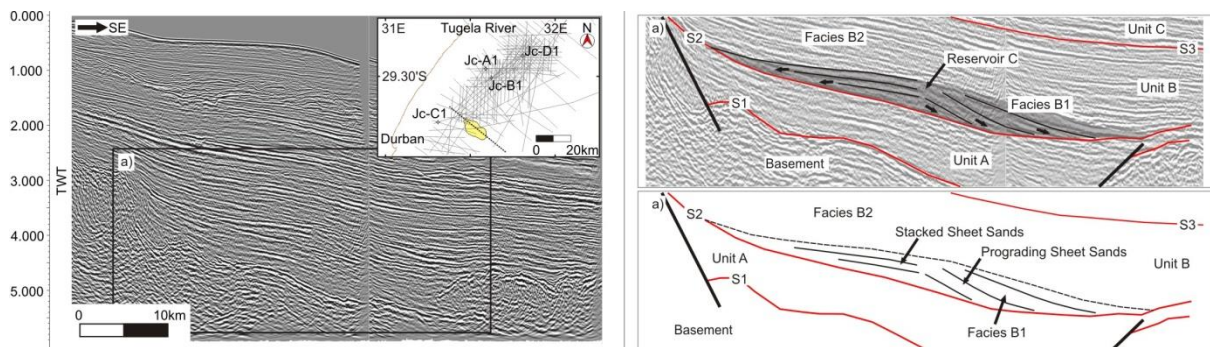 0.000
1.000
2.000
3.000
4.000
5.000
TWT
SE
a)
0 10km
31E Tugela River 32E N
Jc-D1
Jc-A1
29.30'S
Jc-B1
Jc-C1
Durban
0 20km
a)
S2
Facies B2
Unit C
S3
Reservoir C
Facies B1
Unit B
S1
Unit A
Basement
a)
S2
Facies B2
S3
Stacked Sheet Sands
Prograding Sheet Sands
Unit A
Unit B
S1
Facies B1
Basement